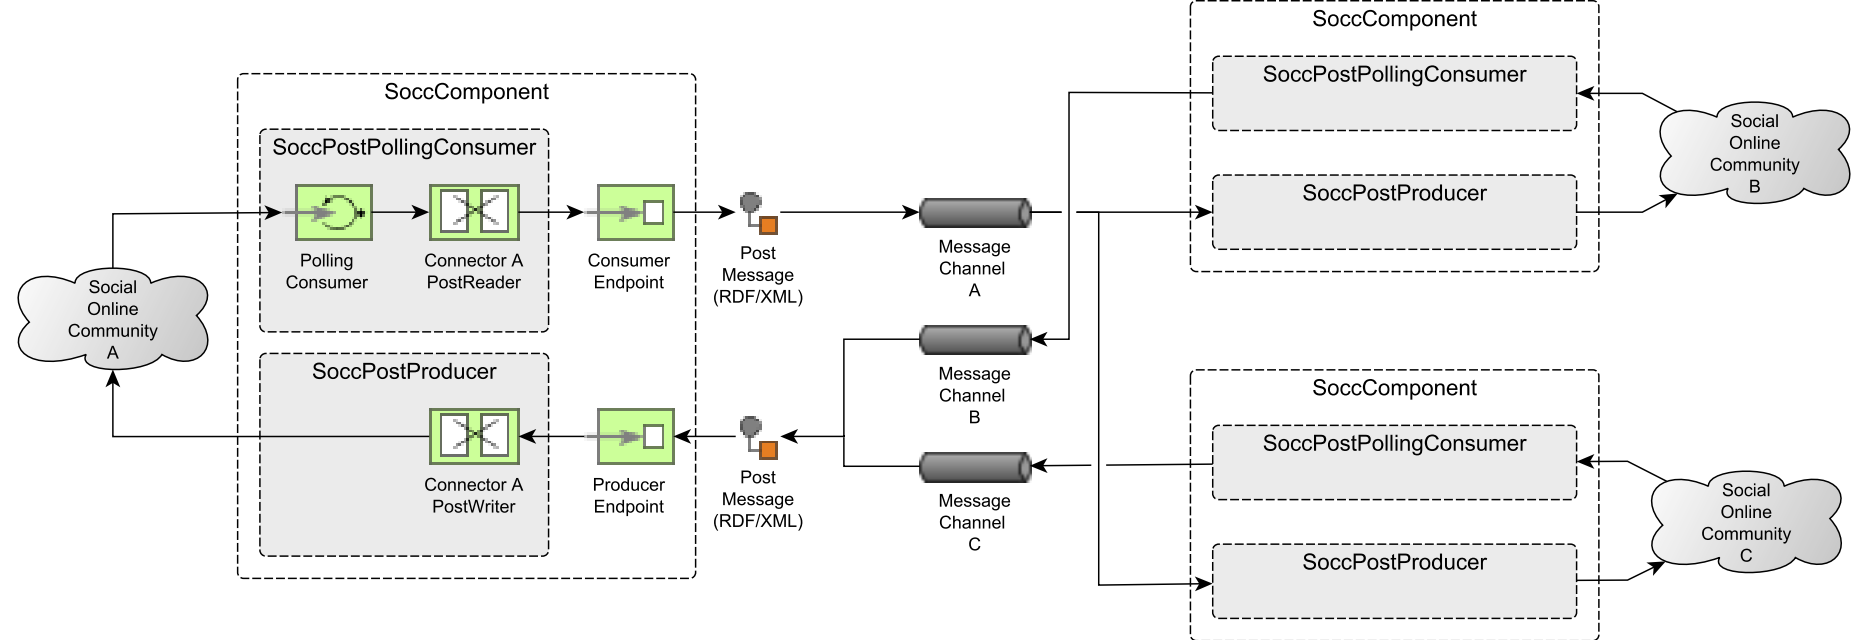 SoccComponent
SoccPostPollingConsumer
Polling
Consumer
Connector A
PostReader
Consumer
Endpoint
SoccPostProducer
Connector A
PostWriter
Producer
Endpoint
Social
Online
Community
A
Post
Message
(RDF/XML)
Post
Message
(RDF/XML)
Message
Channel
A
Message
Channel
B
Message
Channel
C
SoccComponent
SoccPostPollingConsumer
SoccPostProducer
Social
Online
Community
B
SoccComponent
SoccPostPollingConsumer
SoccPostProducer
Social
Online
Community
C